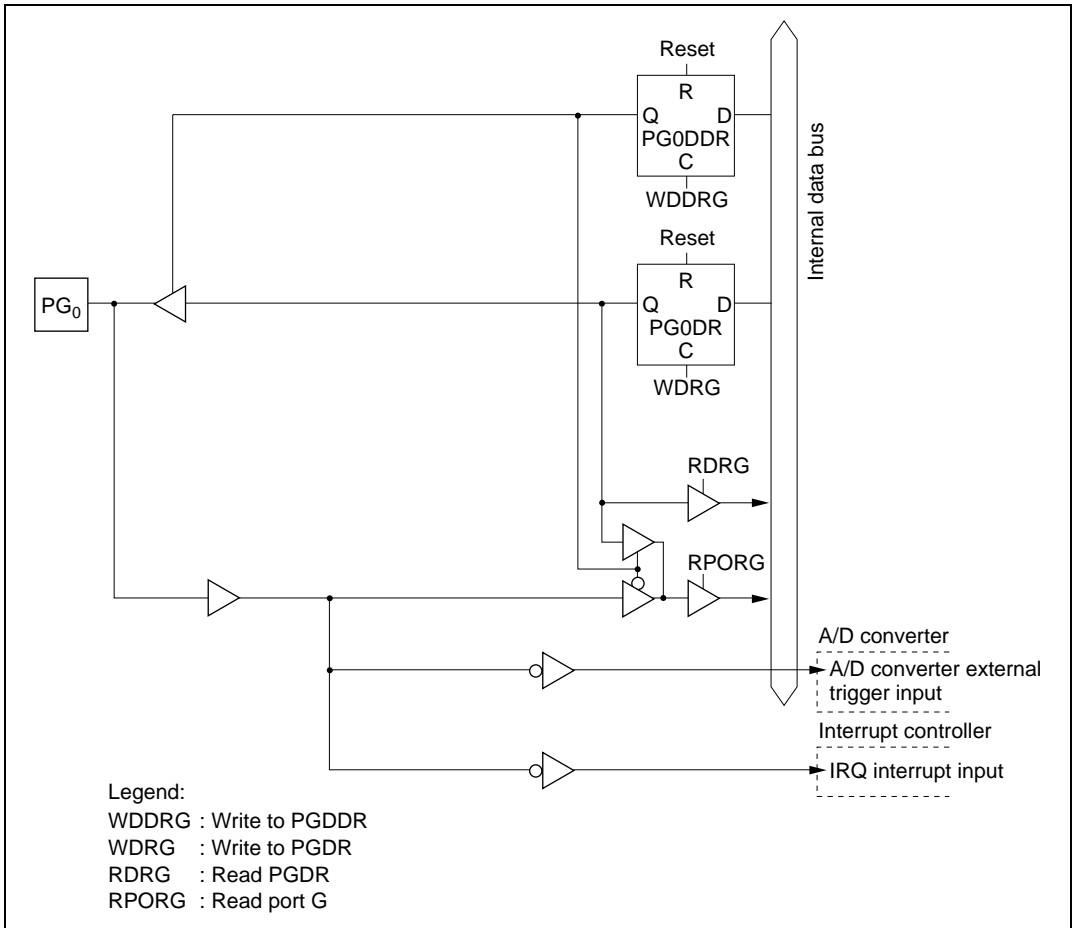 Reset
R
Q D
PG0DDR
C
WDDRG
Reset
R
Q D
PG0DR
C
WDRG
Internal data bus
PG0
RDRG
RPORG
A/D converter
A/D converter external
trigger input
Interrupt controller
IRQ interrupt input
Legend:
WDDRG : Write to PGDDR
WDRG : Write to PGDR
RDRG : Read PGDR
RPORG : Read port G